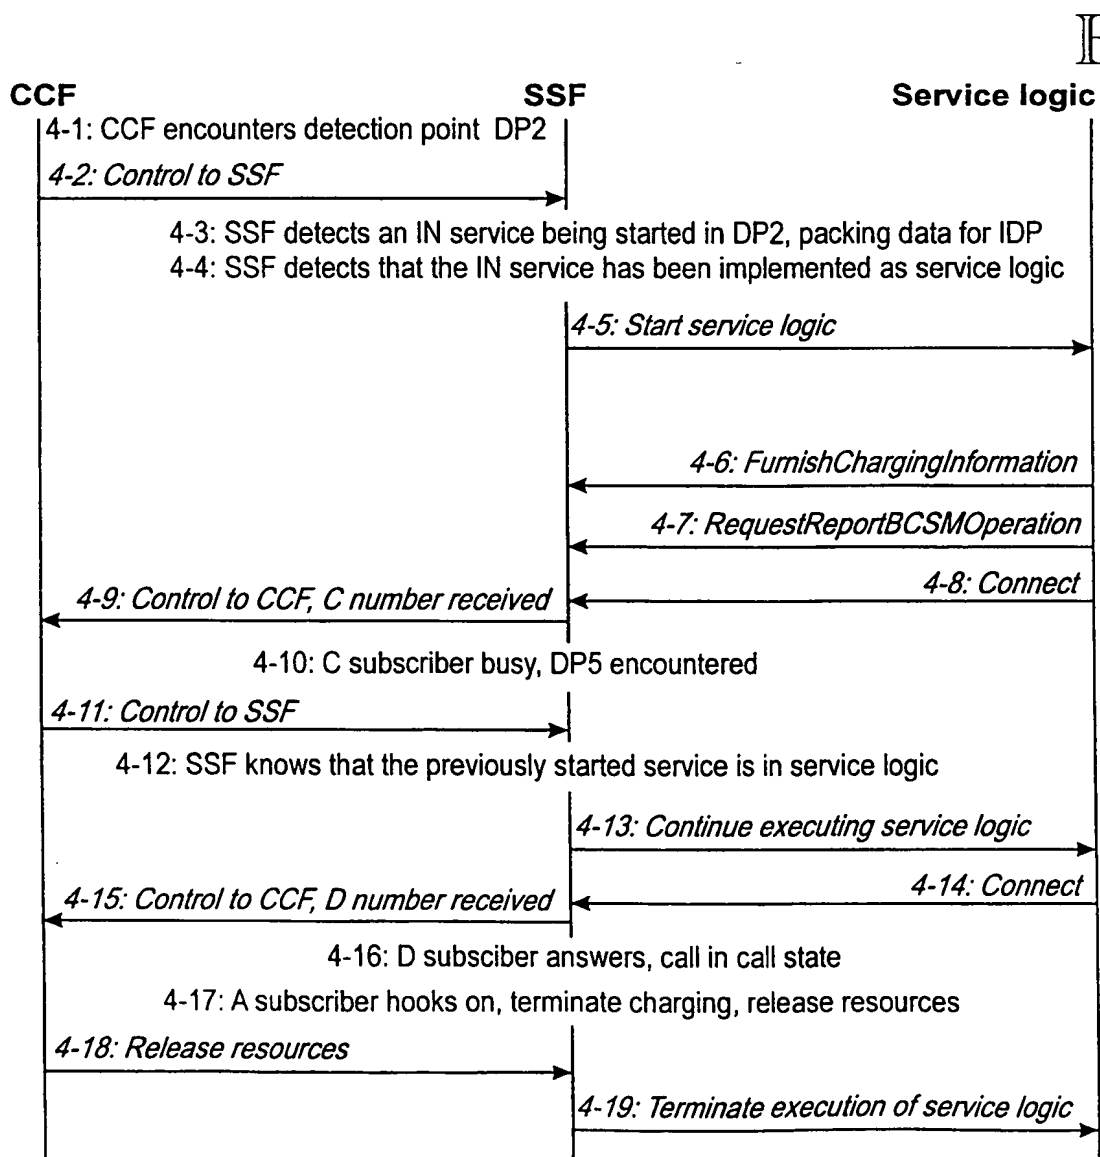 CCF SSF Service logic
4-1: CCF encounters detection point DP2
4-2: Control to SSF
4-3: SSF detects an IN service being started in DP2, packing data for IDP
4-4: SSF detects that the IN service has been implemented as service logic
4-5: Start service logic
4-6: FurnishChargingInformation
4-7: RequestReportBCSMOperation
4-8: Connect
4-9: Control to CCF, C number received
4-10: C subscriber busy, DP5 encountered
4-11: Control to SSF
4-12: SSF knows that the previously started service is in service logic
4-13: Continue executing service logic
4-14: Connect
4-15: Control to CCF, D number received
4-16: D subsciber answers, call in call state
4-17: A subscriber hooks on, terminate charging, release resources
4-18: Release resources
4-19: Terminate execution of service logic